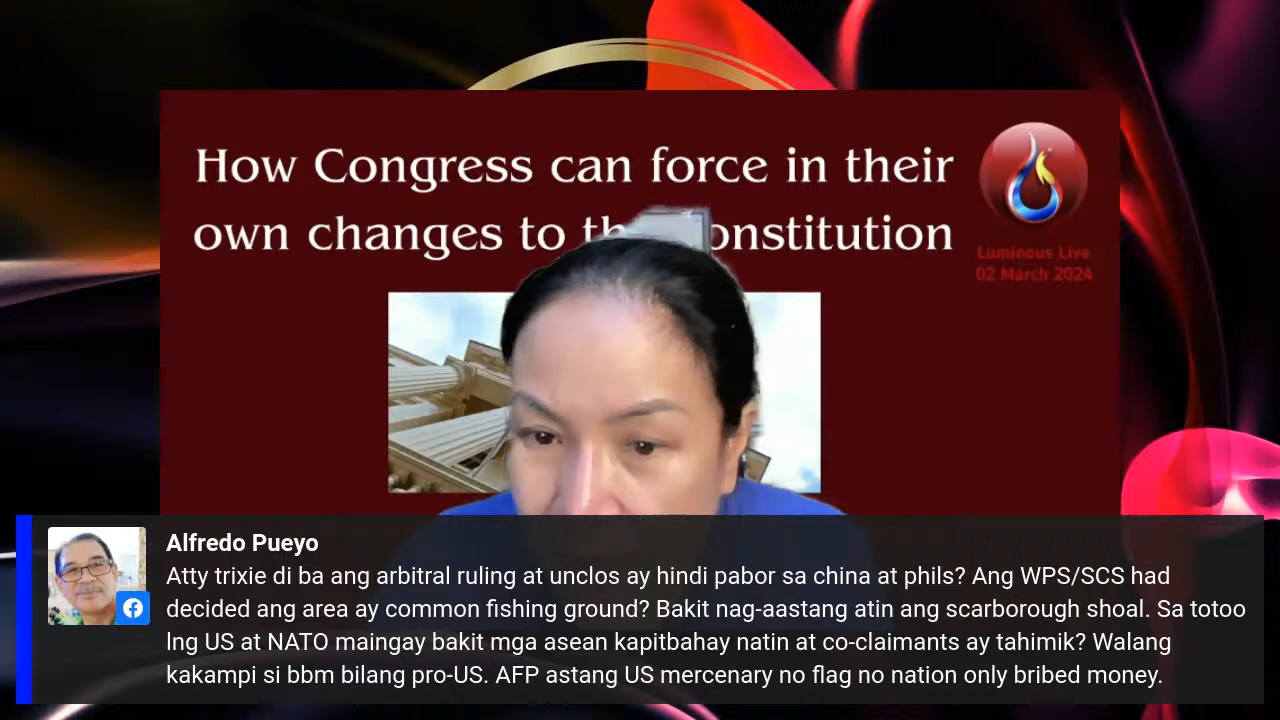 How Congress can force in their
own changes to th onstitution
Luminous Live
02 March 2024
Alfredo Pueyo
Atty trixie di ba ang arbitral ruling at unclos ay hindi pabor sa china at phils? Ang WPS/SCS had
decided ang area ay common fishing ground? Bakit nag-aastang atin ang scarborough shoal. Sa totoo
lng US at NATO maingay bakit mga asean kapitbahay natin at co-claimants ay tahimik? Walang
kakampi si bbm bilang pro-US. AFP astang US mercenary no flag no nation only bribed money.